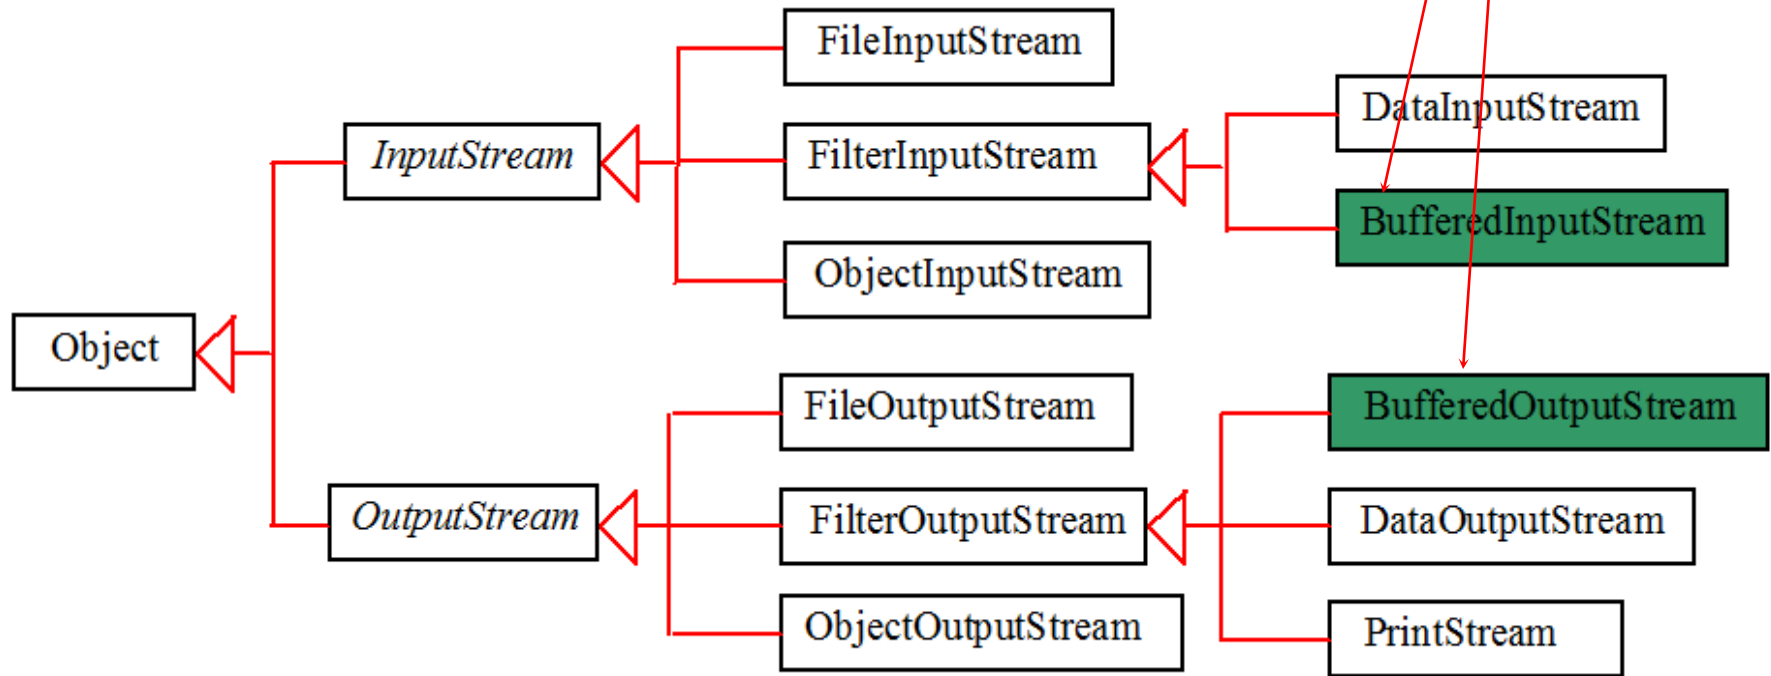 FileInputStream
DataInputStream
InputStream
FilterInputStream
BufferedInputStream
ObjectInputStream
Object
FileOutputStream
BufferedOutputStream
OutputStream
FilterOutputStream
DataOutputStream
ObjectOutputStream
PrintStream